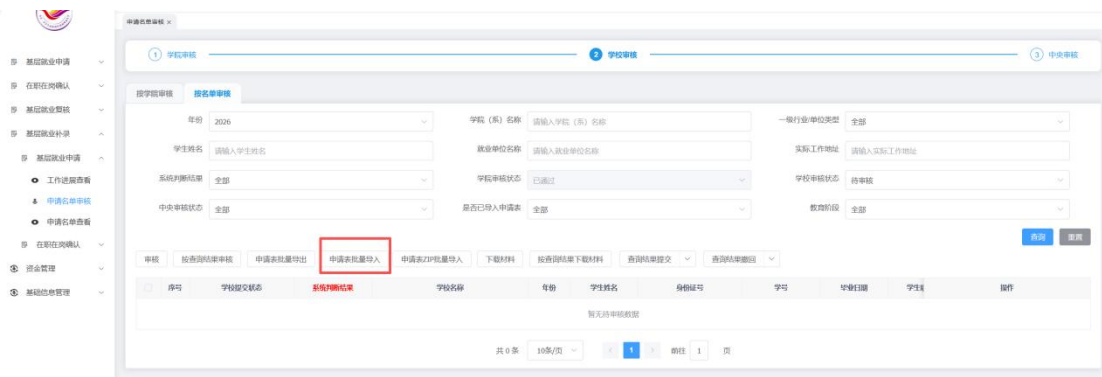 申请名单审核 ×
1 学院审核
2 学校审核
3 中央审核
基层就业申请
在职在岗确认
基层就业复核
基层就业补录
基层就业申请
工作进展查看
申请名单审核
申请名单查看
在职在岗确认
资金管理
基础信息管理
按学院审核 按名单审核
年份 2026 学院（系）名称 请输入学院（系）名称 一级行业/单位类型 全部
学生姓名 请输入学生姓名 就业单位名称 请输入就业单位名称 实际工作地址 请输入实际工作地址
系统判断结果 全部 学院审核状态 已通过 学校审核状态 待审核
中央审核状态 全部 是否已导入申请表 全部 教育阶段 全部
查询 重置
审核 按查询结果审核 申请表批量导出 申请表批量导入 申请表ZIP批量导入 下载材料 按查询结果下载材料 查询结果提交 查询结果撤回
序号 学校提交状态 系统判断结果 学校名称 年份 学生姓名 身份证号 学号 毕业日期 操作
暂无待审核数据
共 0 条 10条/页 1 前往 1 页